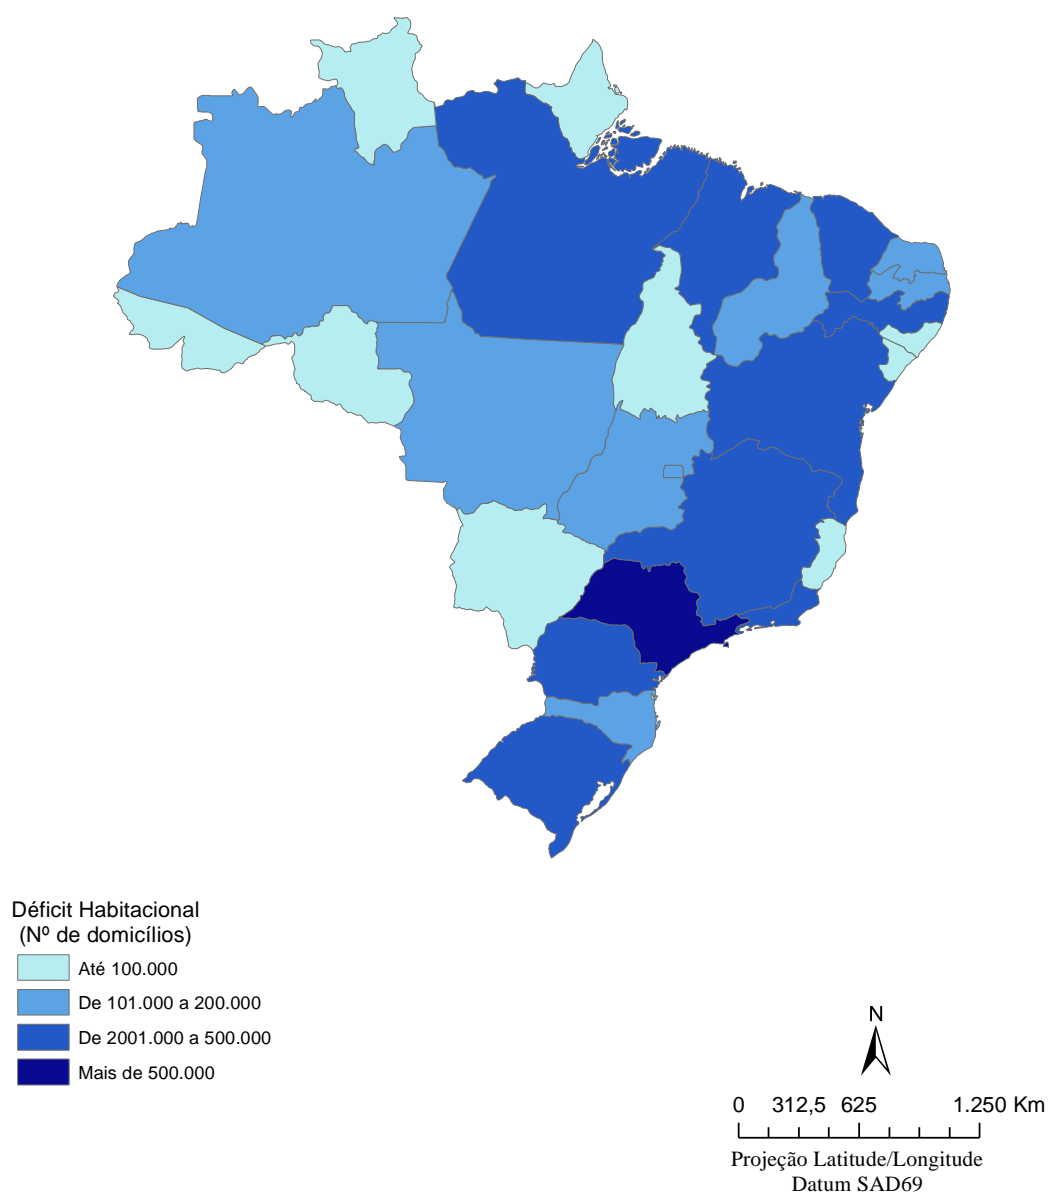 Déficit Habitacional
(Nº de domicílios)
Até 100.000
De 101.000 a 200.000
De 2001.000 a 500.000
Mais de 500.000
N
0 312,5 625 1.250 Km
Projeção Latitude/Longitude
Datum SAD69